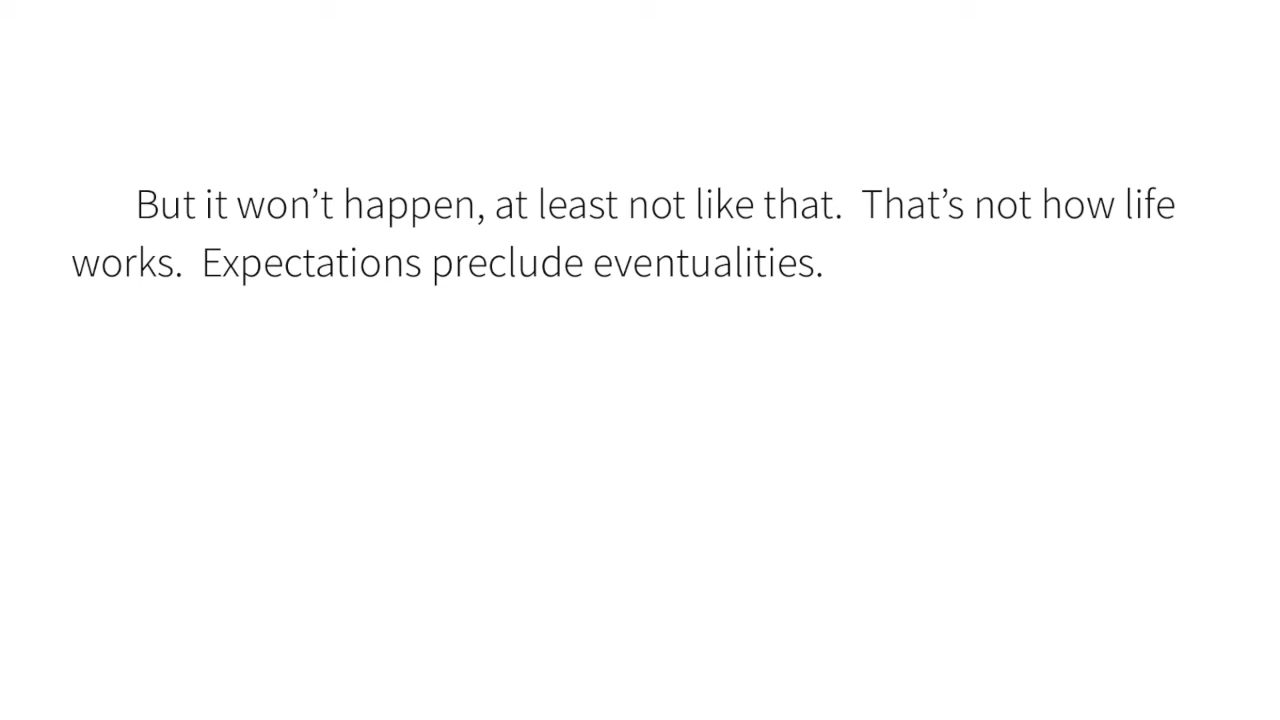 But it won’t happen, at least not like that.  That’s not how life
works.  Expectations preclude eventualities.